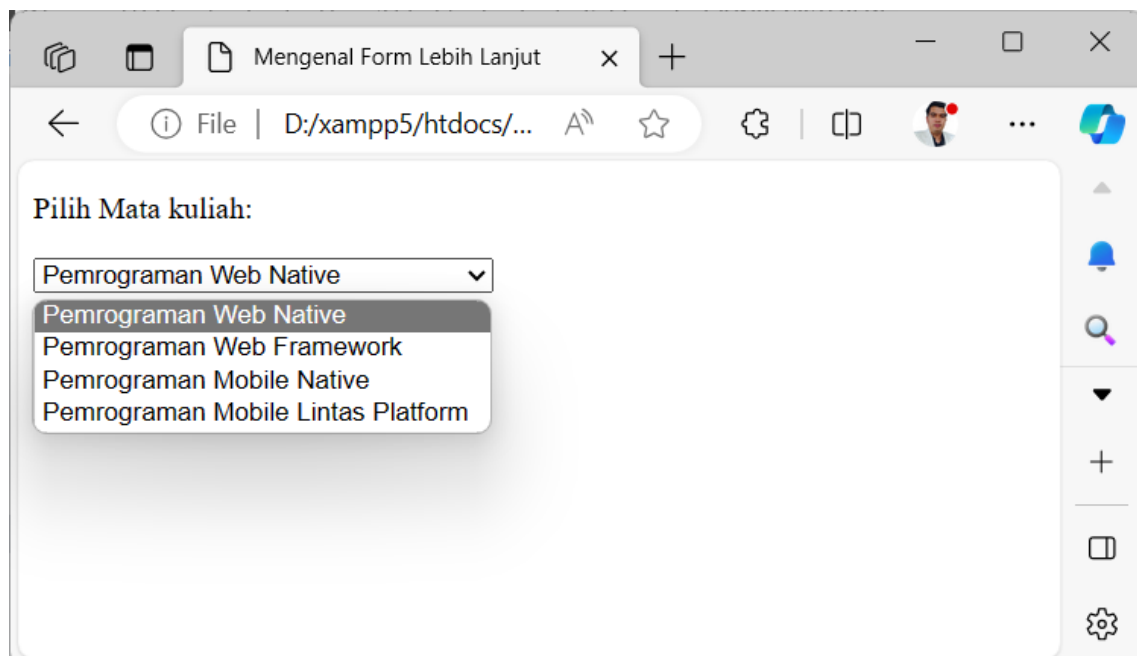 Mengenal Form Lebih Lanjut
File | D:/xampp5/htdocs/...
Pilih Mata kuliah:
Pemrograman Web Native
Pemrograman Web Native
Pemrograman Web Framework
Pemrograman Mobile Native
Pemrograman Mobile Lintas Platform